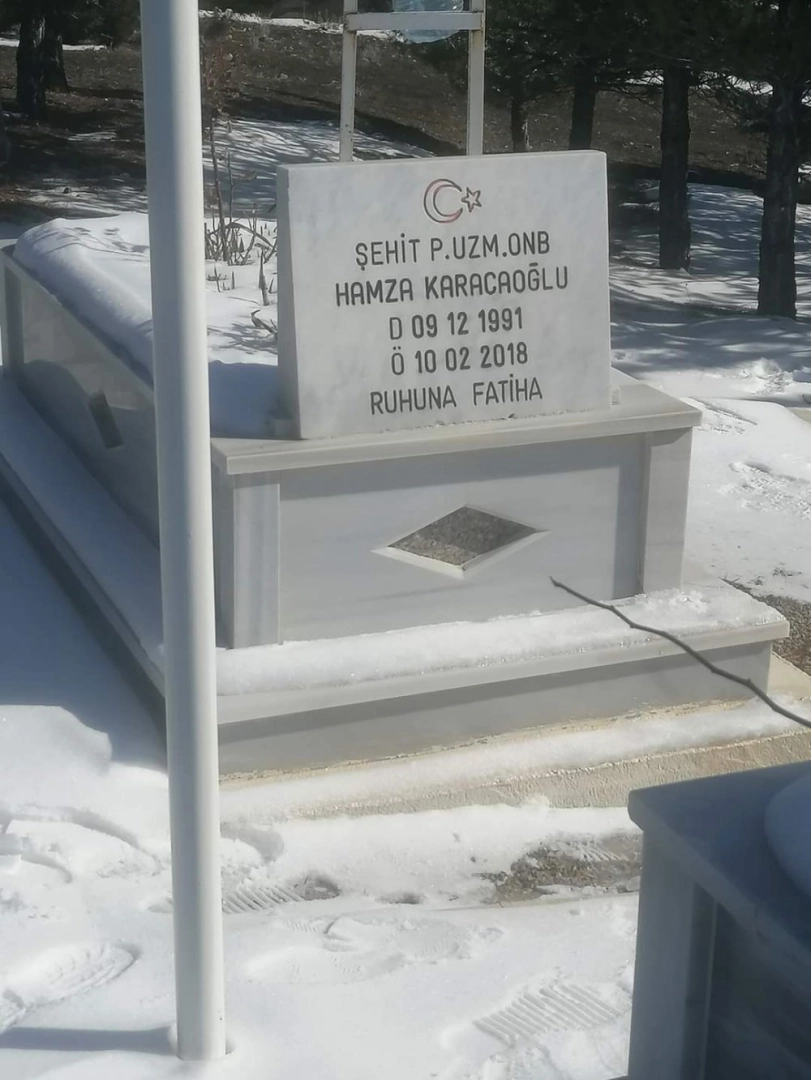 ŞEHİT P.UZM.ONB
HAMZA KARACAOĞLU
D 09 12 1991
Ö 10 02 2018
RUHUNA FATİHA